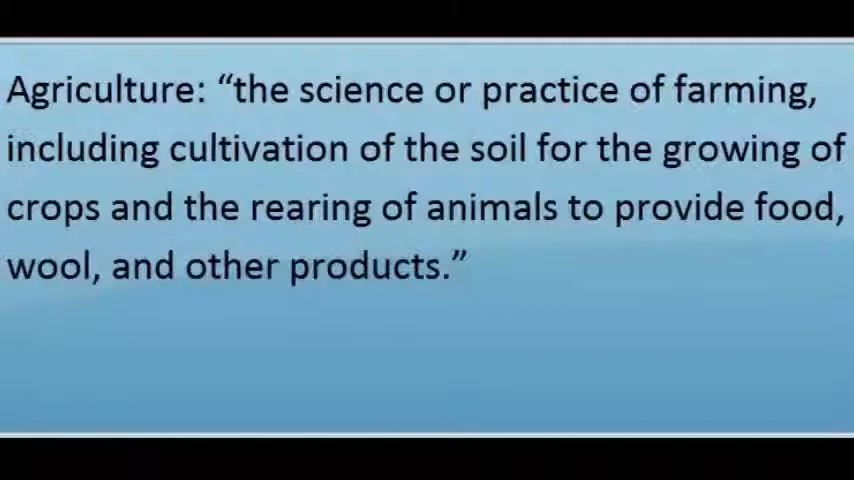 Agriculture: “the science or practice of farming,
including cultivation of the soil for the growing of
crops and the rearing of animals to provide food,
wool, and other products.”